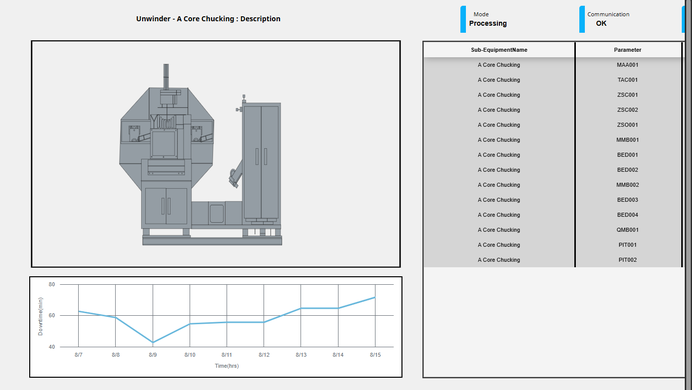 Unwinder - A Core Chucking : Description
Mode
Processing
Communication
OK
Sub-EquipmentName Parameter
A Core Chucking MAA001
A Core Chucking TAC001
A Core Chucking ZSC001
A Core Chucking ZSC002
A Core Chucking ZSO001
A Core Chucking MMB001
A Core Chucking BED001
A Core Chucking BED002
A Core Chucking MMB002
A Core Chucking BED003
A Core Chucking BED004
A Core Chucking QMB001
A Core Chucking PIT001
A Core Chucking PIT002
Downtime(min)
80
60
40
8/7 8/8 8/9 8/10 8/11 8/12 8/13 8/14 8/15
Time(hrs)